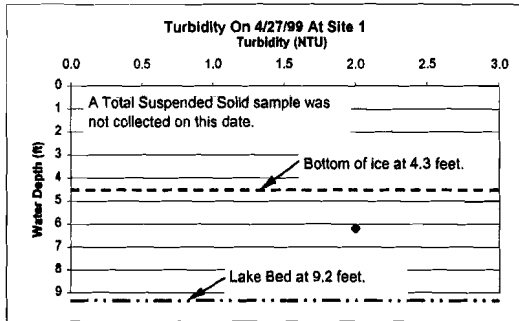 Turbidity On 4/27/99 At Site 1
Turbidity (NTU)
0.0 0.5 1.0 1.5 2.0 2.5 3.0
Water Depth (ft)
0
1
2
3
4
5
6
7
8
9
A Total Suspended Solid sample was
not collected on this date.
Bottom of ice at 4.3 feet.
Lake Bed at 9.2 feet.